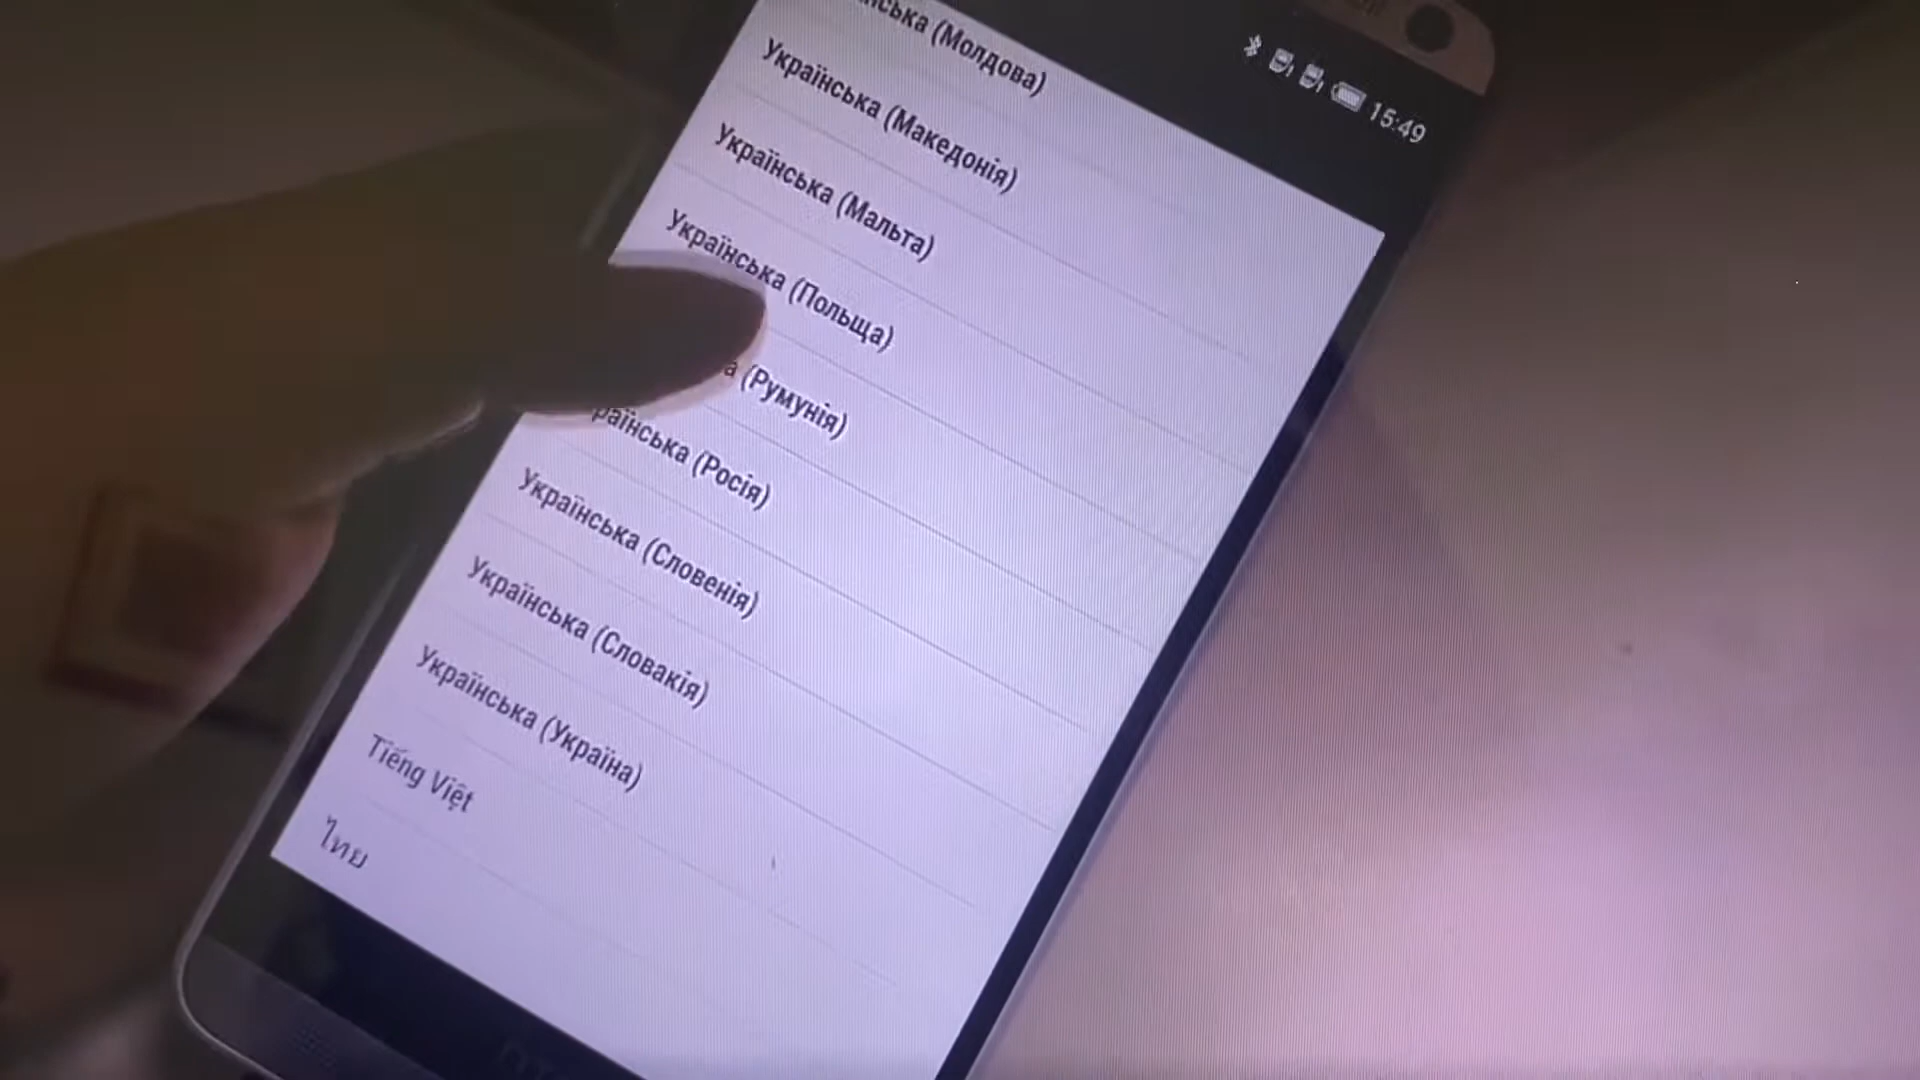 15:49
(Молдова)
Українська (Македонія)
Українська (Мальта)
Українська (Польща)
(Румунія)
(Росія)
Українська (Словенія)
Українська (Словакія)
Українська (Україна)
Tiếng Việt
ไทย